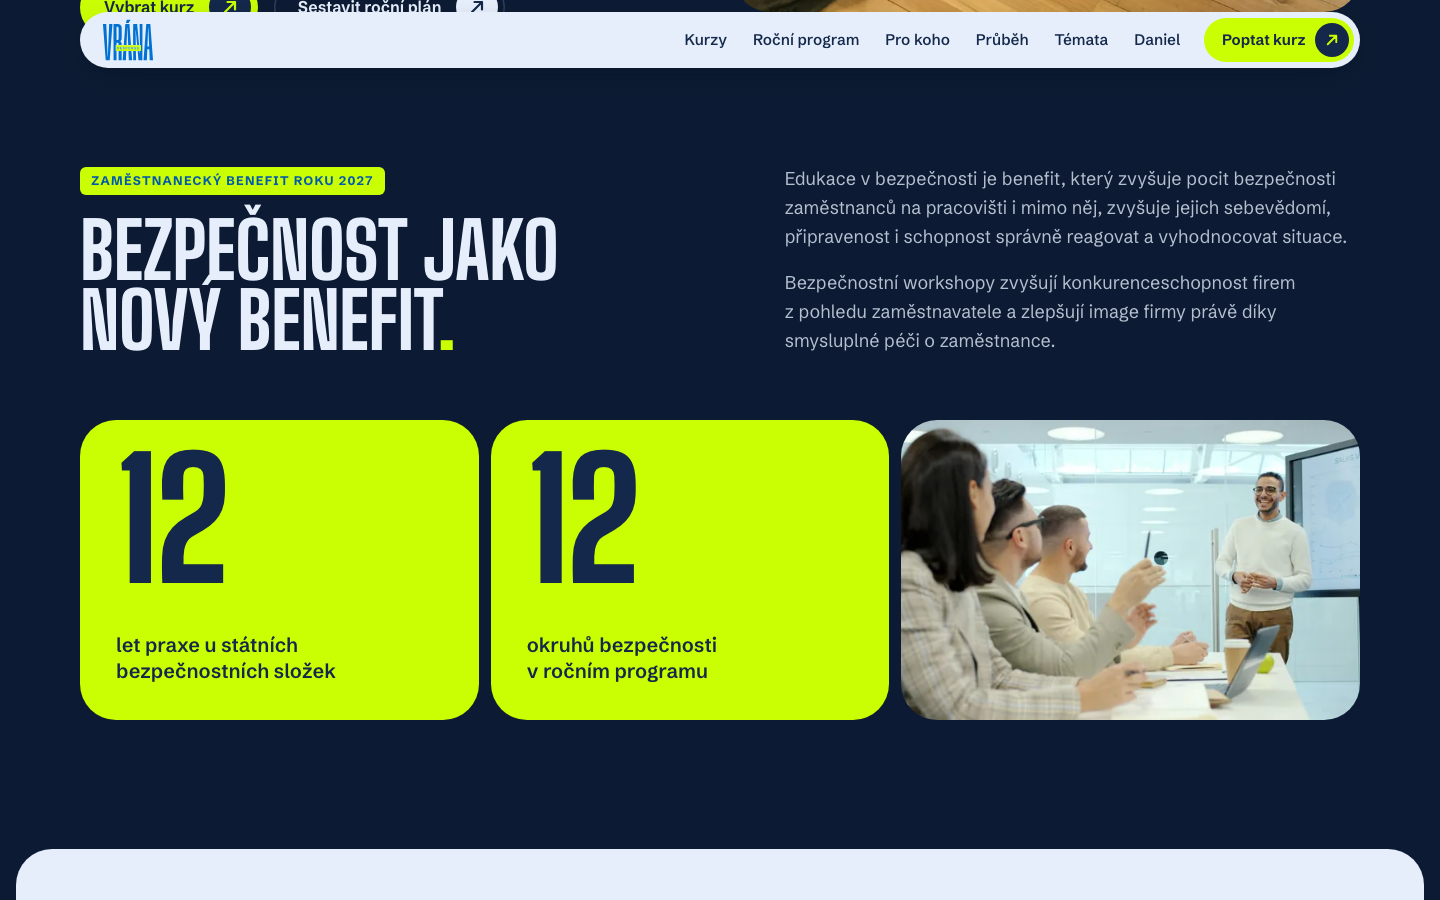 Vybrat kurz
Sestavit roční plán
VRÁNA
Kurzy
Roční program
Pro koho
Průběh
Témata
Daniel
Poptat kurz
ZAMĚSTNANECKÝ BENEFIT ROKU 2027
BEZPEČNOST JAKO
NOVÝ BENEFIT.
Edukace v bezpečnosti je benefit, který zvyšuje pocit bezpečnosti
zaměstnanců na pracovišti i mimo něj, zvyšuje jejich sebevědomí,
připravenost i schopnost správně reagovat a vyhodnocovat situace.
Bezpečnostní workshopy zvyšují konkurenceschopnost firem
z pohledu zaměstnavatele a zlepšují image firmy právě díky
smysluplné péči o zaměstnance.
12
let praxe u státních
bezpečnostních složek
12
okruhů bezpečnosti
v ročním programu